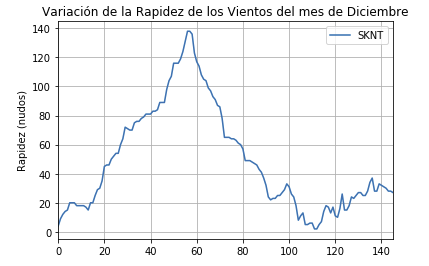 Variación de la Rapidez de los Vientos del mes de Diciembre
SKNT
Rapidez (nudos)
140
120
100
80
60
40
20
0
0 20 40 60 80 100 120 140